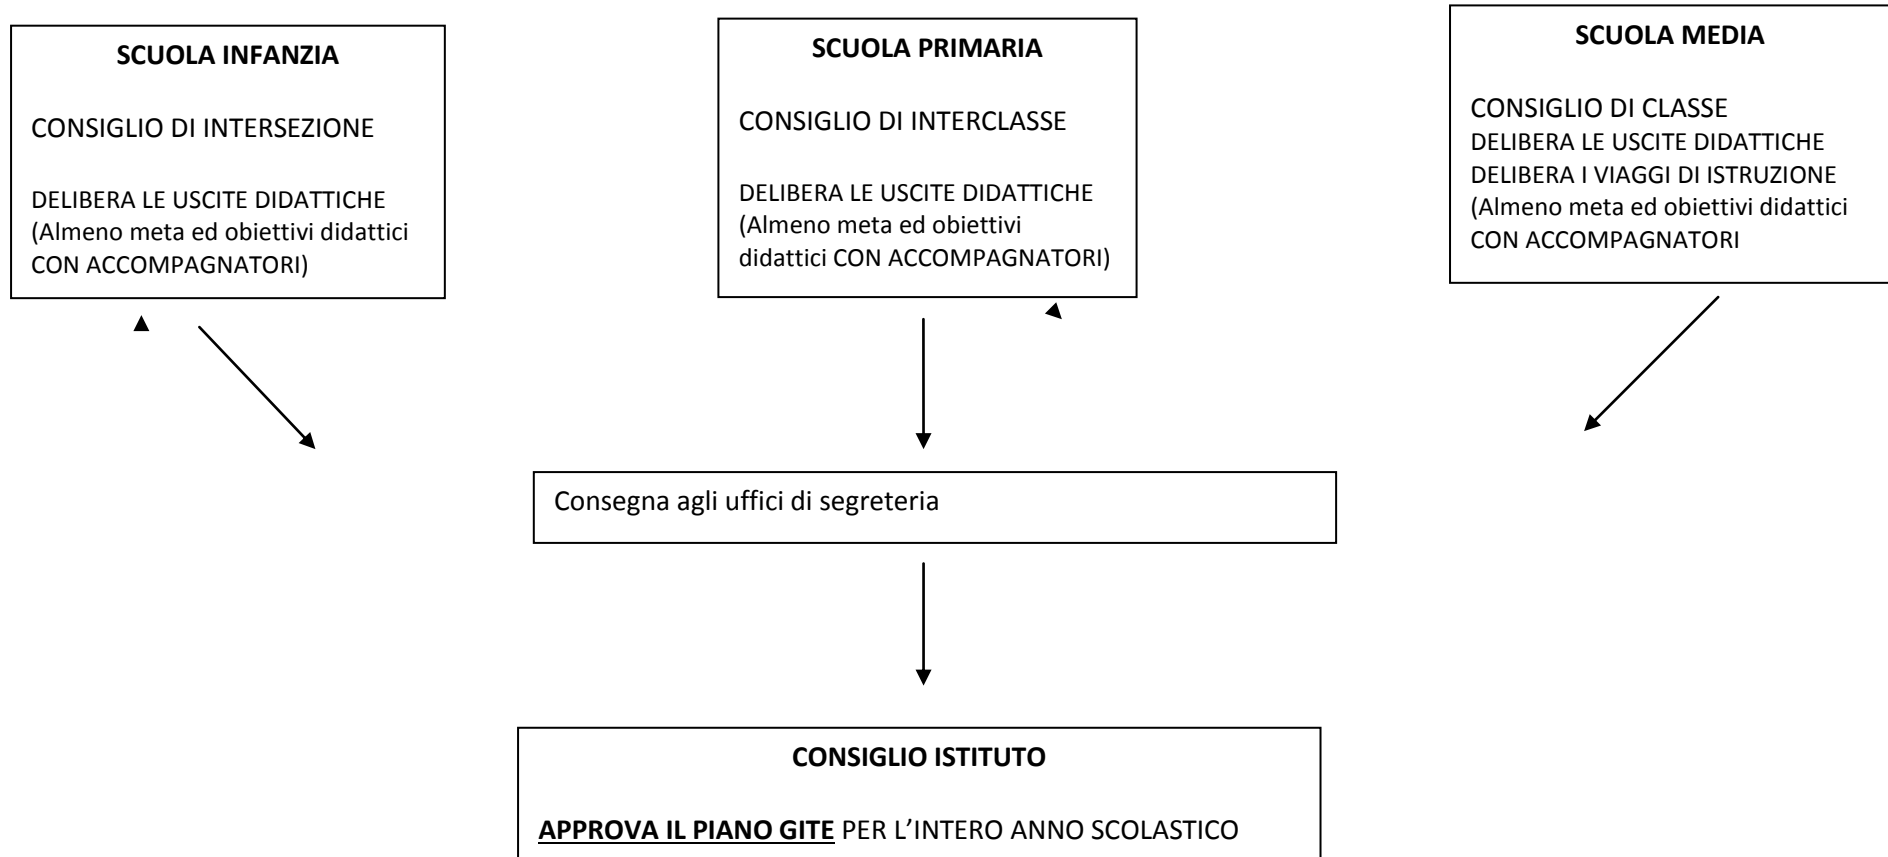 SCUOLA INFANZIA
CONSIGLIO DI INTERSEZIONE
DELIBERA LE USCITE DIDATTICHE
(Almeno meta ed obiettivi didattici
CON ACCOMPAGNATORI)
SCUOLA PRIMARIA
CONSIGLIO DI INTERCLASSE
DELIBERA LE USCITE DIDATTICHE
(Almeno meta ed obiettivi
didattici CON ACCOMPAGNATORI)
SCUOLA MEDIA
CONSIGLIO DI CLASSE
DELIBERA LE USCITE DIDATTICHE
DELIBERA I VIAGGI DI ISTRUZIONE
(Almeno meta ed obiettivi didattici
CON ACCOMPAGNATORI
Consegna agli uffici di segreteria
CONSIGLIO ISTITUTO
APPROVA IL PIANO GITE PER L’INTERO ANNO SCOLASTICO